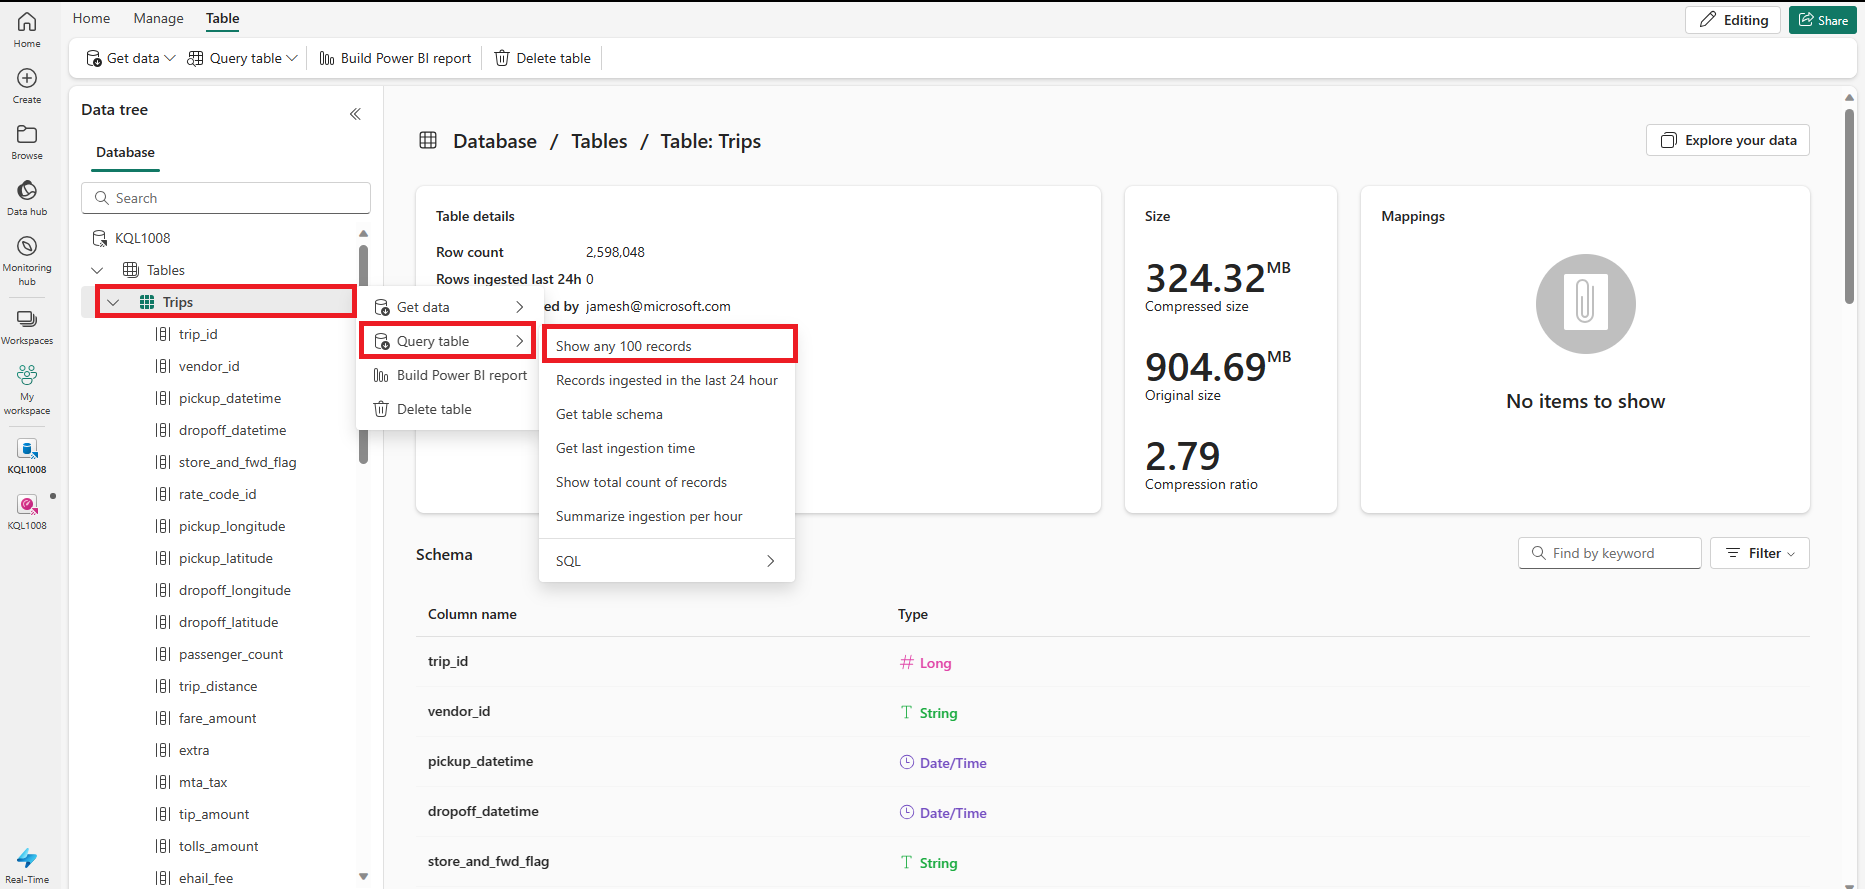 Home
Create
Browse
Data hub
Monitoring
hub
Workspaces
My
workspace
KQL1008
KQL1008
Real-Time
Home Manage Table
Editing Share
Get data Query table Build Power BI report Delete table
Data tree
Database
Search
KQL1008
Tables
Trips
trip_id
vendor_id
pickup_datetime
dropoff_datetime
store_and_fwd_flag
rate_code_id
pickup_longitude
pickup_latitude
dropoff_longitude
dropoff_latitude
passenger_count
trip_distance
fare_amount
extra
mta_tax
tip_amount
tolls_amount
ehail_fee
Get data
Query table
Build Power BI report
Delete table
Show any 100 records
Records ingested in the last 24 hour
Get table schema
Get last ingestion time
Show total count of records
Summarize ingestion per hour
SQL
Database / Tables / Table: Trips
Explore your data
Table details
Row count 2,598,048
Rows ingested last 24h 0
ed by jamesh@microsoft.com
Size
324.32 MB
Compressed size
904.69 MB
Original size
2.79
Compression ratio
Mappings
No items to show
Schema
Find by keyword Filter
Column name Type
trip_id Long
vendor_id String
pickup_datetime Date/Time
dropoff_datetime Date/Time
store_and_fwd_flag String